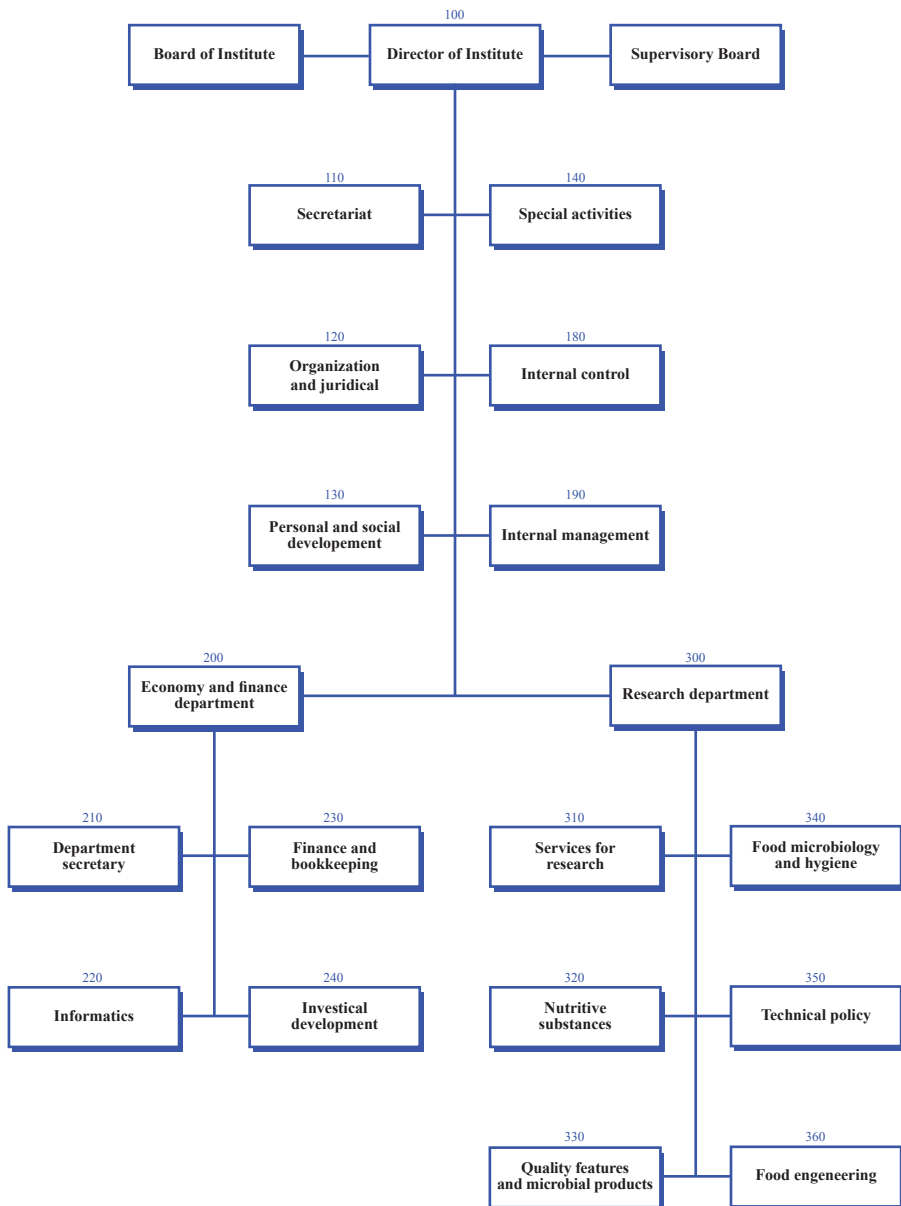 100
Board of Institute
Director of Institute
Supervisory Board
110
140
Secretariat
Special activities
120
180
Organization
and juridical
Internal control
130
190
Personal and social
developement
Internal management
200
300
Economy and finance
department
Research department
210
230
310
340
Department
secretary
Finance and
bookkeeping
Services for
research
Food microbiology
and hygiene
220
240
320
350
Informatics
Investical
development
Nutritive
substances
Technical policy
330
360
Quality features
and microbial products
Food engeneering